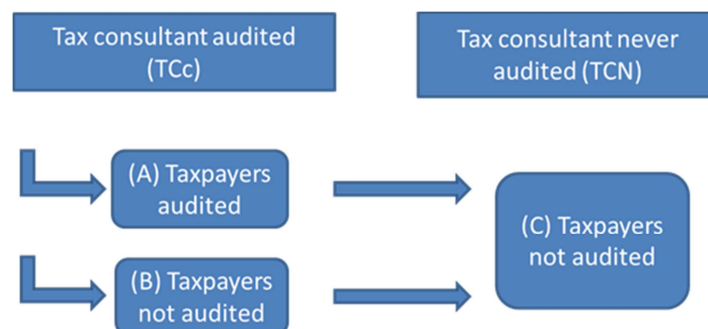 Tax consultant audited
(TCc)
Tax consultant never
audited (TCN)
(A) Taxpayers
audited
(C) Taxpayers
not audited
(B) Taxpayers
not audited